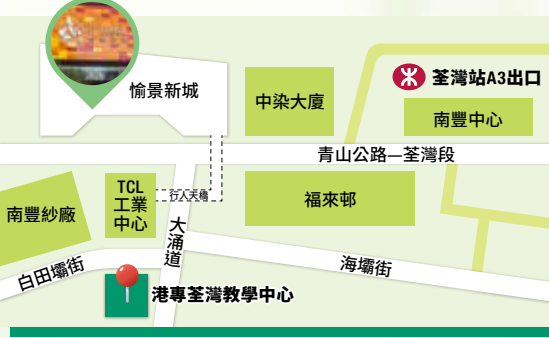 愉景新城
中染大廈
荃灣站A3出口
南豐中心
青山公路—荃灣段
TCL
工業
中心
行人天橋
福來邨
南豐紗廠
大涌道
白田壩街
海壩街
港專荃灣教學中心